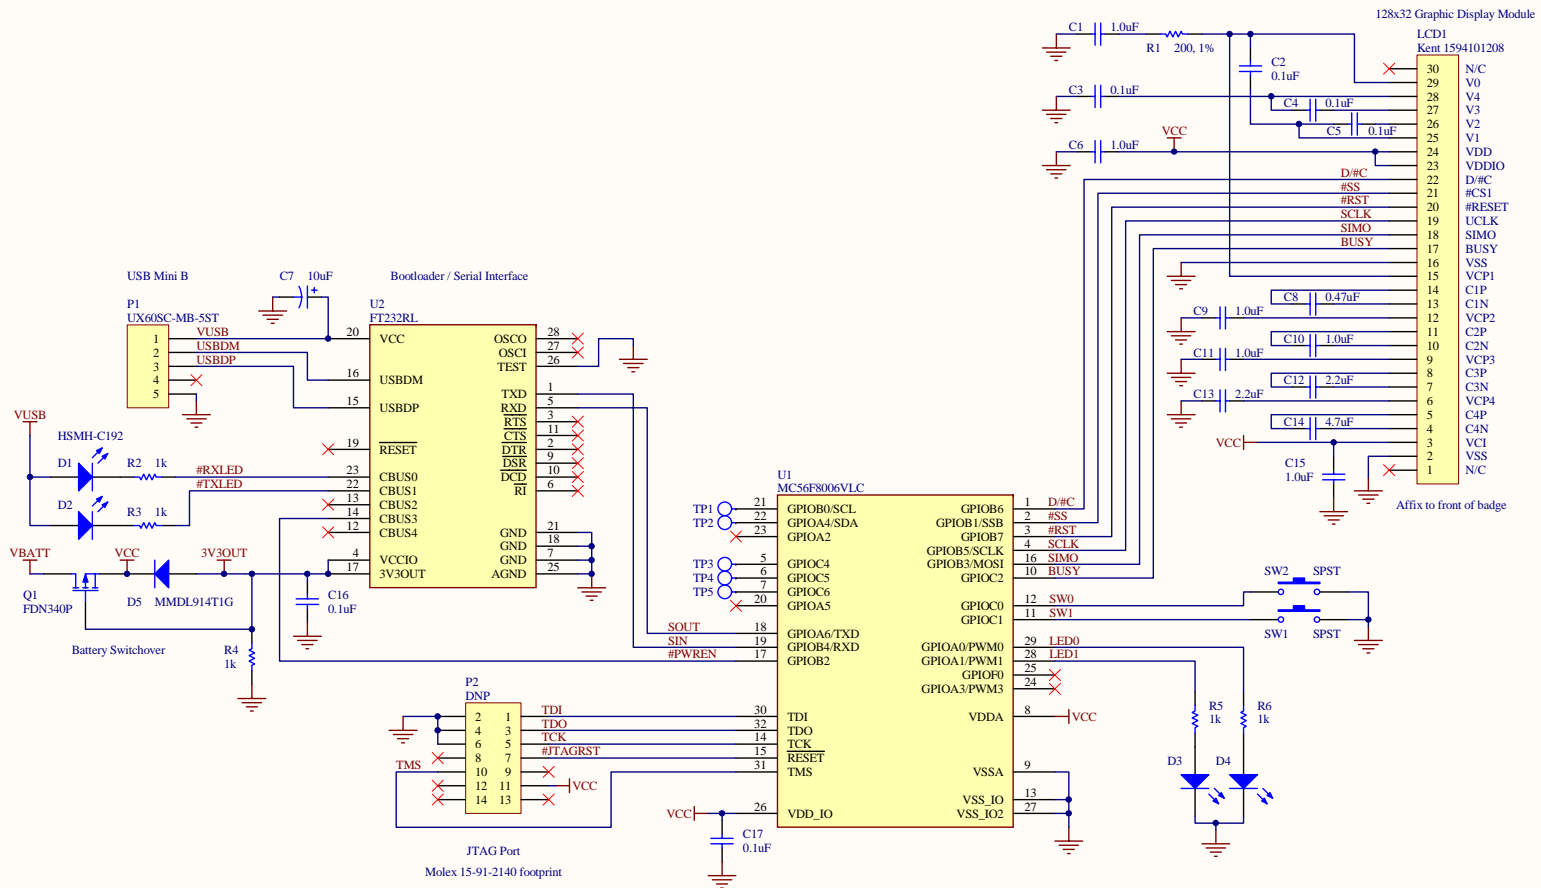 128x32 Graphic Display Module
LCD1
Kent 1594101208
C1 1.0uF
R1 200, 1%
C2
0.1uF
C3 0.1uF
C4 0.1uF
C5 0.1uF
C6 1.0uF
VCC
30 N/C
29 V0
28 V4
27 V3
26 V2
25 V1
24 VDD
23 VDDIO
D/#C 22 D/#C
#SS 21 #CS1
#RST 20 #RESET
SCLK 19 UCLK
SIMO 18 SIMO
BUSY 17 BUSY
16 VSS
15 VCP1
14 C1P
C8 0.47uF 13 C1N
C9 1.0uF 12 VCP2
11 C2P
C10 1.0uF 10 C2N
C11 1.0uF 9 VCP3
8 C3P
C12 2.2uF 7 C3N
C13 2.2uF 6 VCP4
5 C4P
C14 4.7uF 4 C4N
VCC 3 VCI
2 VSS
1 N/C
C15
1.0uF
Affix to front of badge
USB Mini B
P1
UX60SC-MB-5ST
1 VUSB
2 USBDM
3 USBDP
4
5
C7 10uF
+
Bootloader / Serial Interface
U2
FT232RL
20 VCC
16 USBDM
15 USBDP
19 RESET
23 CBUS0
22 CBUS1
13 CBUS2
14 CBUS3
12 CBUS4
4 VCCIO
17 3V3OUT
OSCO 28
OSCI 27
TEST 26
TXD 1
RXD 5
RTS 3
CTS 11
DTR 2
DSR 9
DCD 10
RI 6
GND 21
GND 18
GND 7
AGND 25
VUSB
HSMH-C192
D1 R2 1k #RXLED
#TXLED
D2
R3 1k
VBATT VCC 3V3OUT
Q1
FDN340P
D5 MMDL914T1G
C16
0.1uF
Battery Switchover
R4
1k
SOUT
SIN
#PWREN
U1
MC56F8006VLC
TP1 21 GPIOB0/SCL
TP2 22 GPIOA4/SDA
23 GPIOA2
TP3 5 GPIOC4
TP4 6 GPIOC5
TP5 7 GPIOC6
20 GPIOA5
18 GPIOA6/TXD
19 GPIOB4/RXD
17 GPIOB2
30 TDI
32 TDO
14 TCK
15 RESET
31 TMS
26 VDD_IO
GPIOB6 1 D/#C
GPIOB1/SSB 2 #SS
GPIOB7 3 #RST
GPIOB5/SCLK 4 SCLK
GPIOB3/MOSI 16 SIMO
GPIOC2 10 BUSY
GPIOC0 12 SW0
GPIOC1 11 SW1
GPIOA0/PWM0 29 LED0
GPIOA1/PWM1 28 LED1
GPIOF0 25
GPIOA3/PWM3 24
VDDA 8 VCC
VSSA 9
VSS_IO 13
VSS_IO2 27
SW2 SPST
SW1 SPST
R5
1k
R6
1k
D3 D4
P2
DNP
2 1 TDI
4 3 TDO
6 5 TCK
8 7 #JTAGRST
TMS 10 9
12 11 VCC
14 13
VCC
C17
0.1uF
JTAG Port
Molex 15-91-2140 footprint